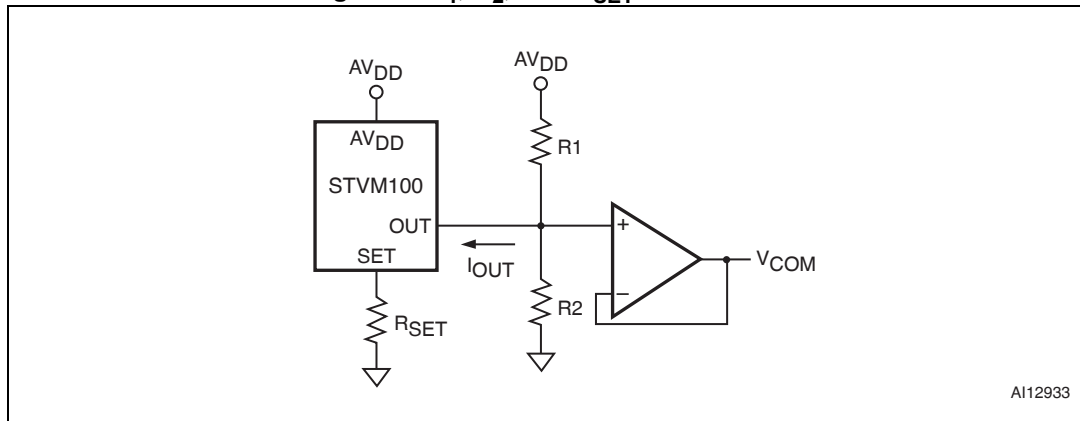 AVDD
AVDD
AVDD
R1
STVM100
OUT
SET
IOUT
+
−
VCOM
R2
RSET
AI12933